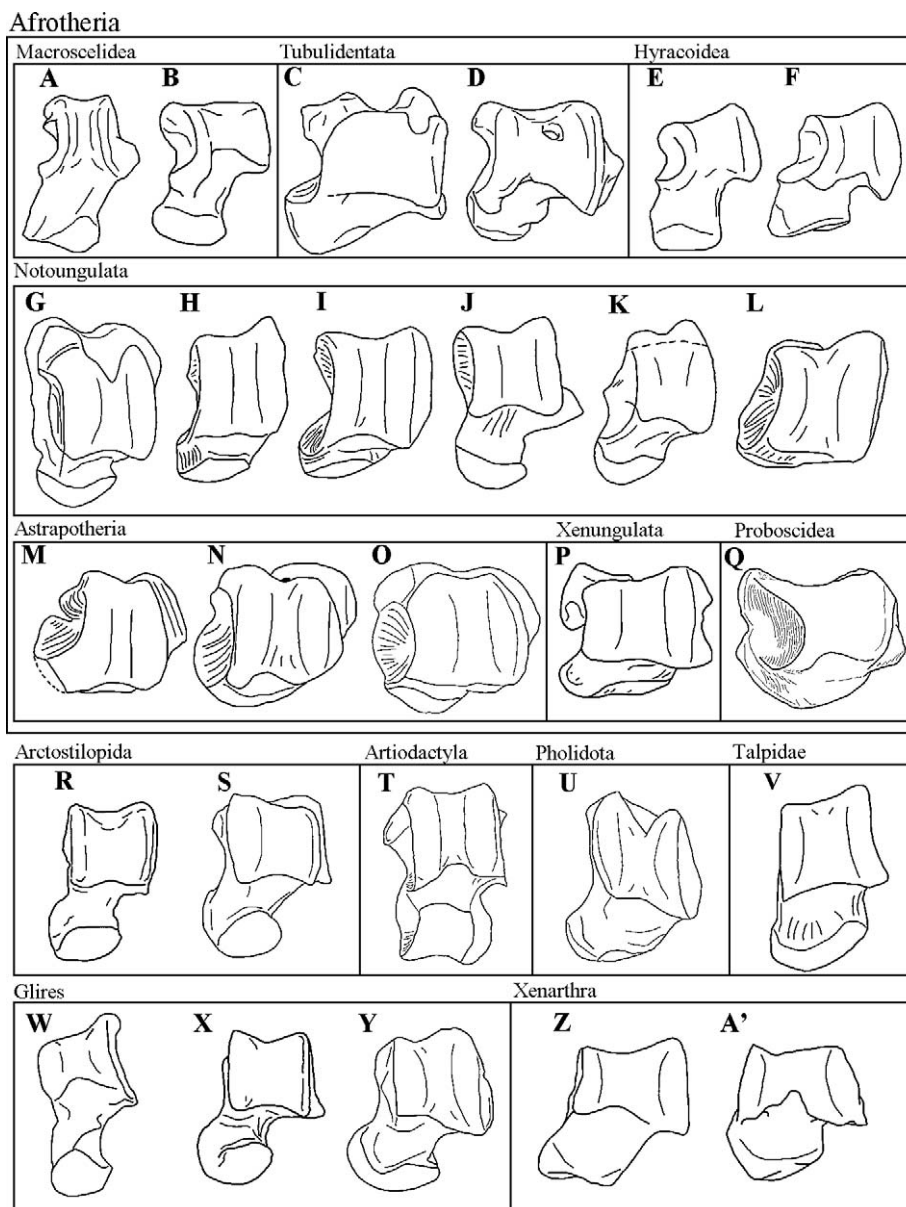 Afrotheria
Macroscelidea Tubulidentata Hyracoidea
A B C D E F
Notoungulata
G H I J K L
Astrapotheria Xenungulata Proboscidea
M N O P Q
Arctostilopida Artiodactyla Pholidota Talpidae
R S T U V
Glires Xenarthra
W X Y Z A’